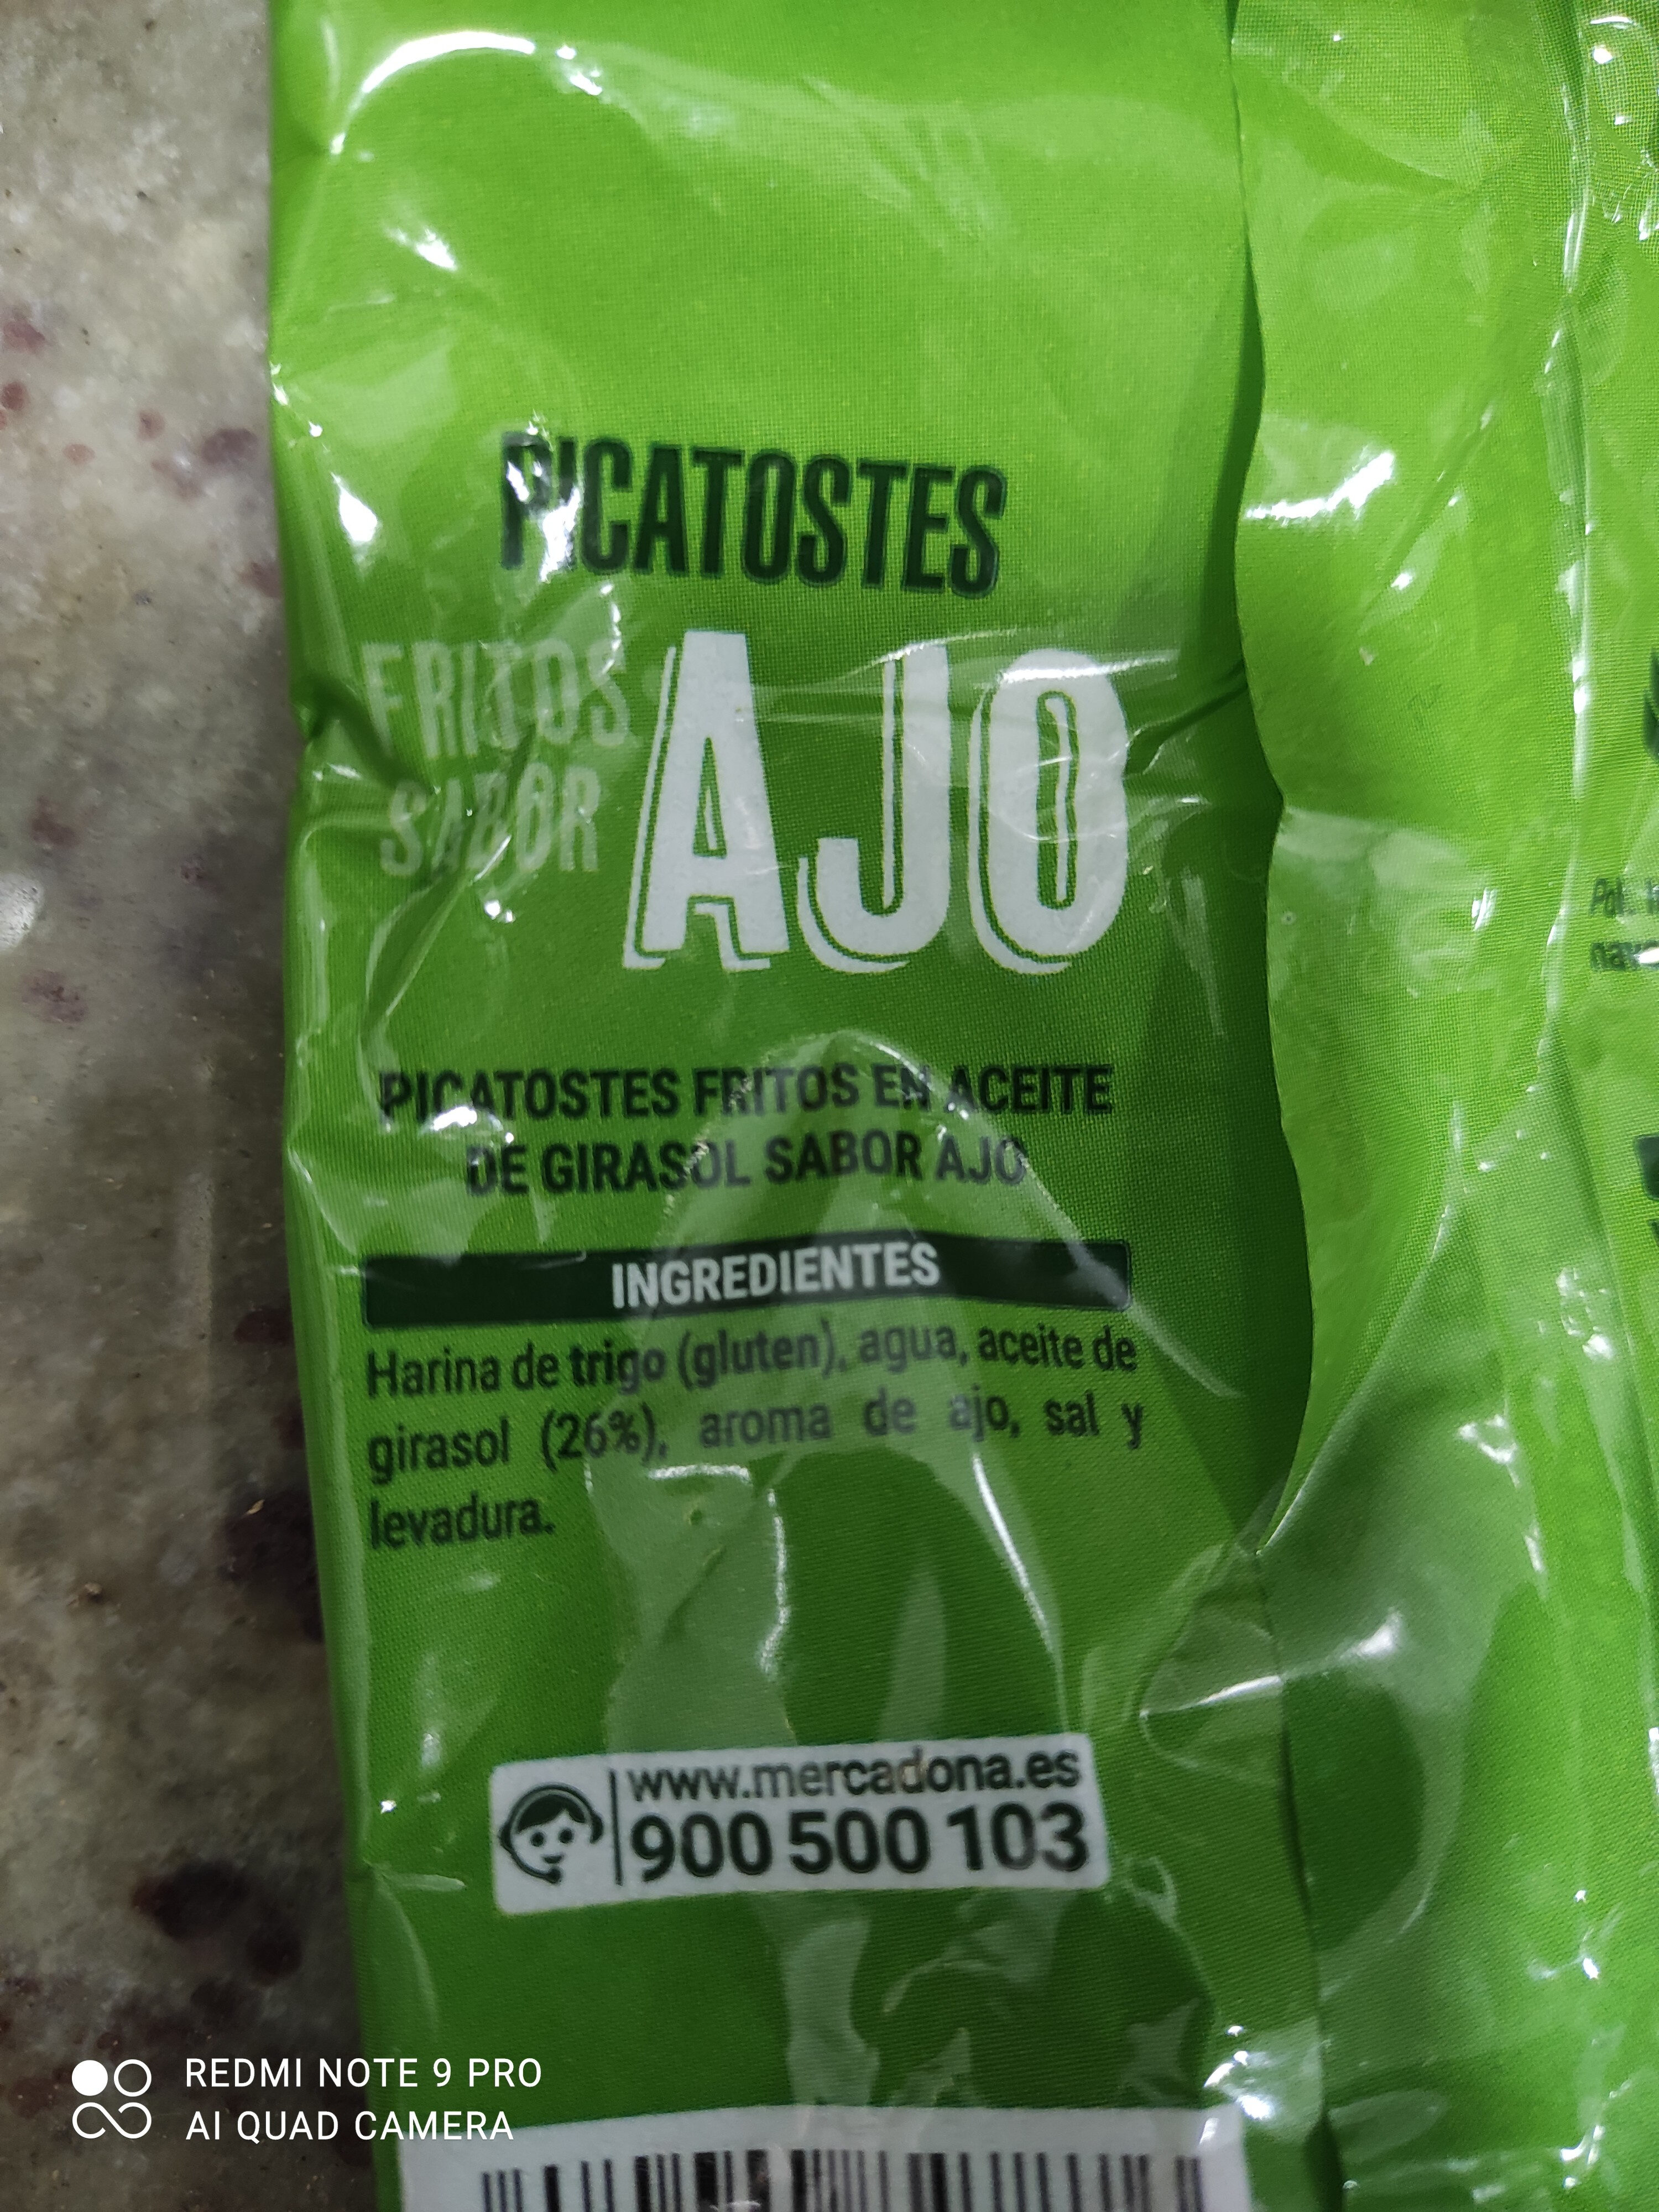 PICATOSTES
FRITOS
SABOR
AJO
PICATOSTES FRITOS EN ACEITE
DE GIRASOL SABOR AJO
INGREDIENTES
Harina de trigo (gluten), agua, aceite de
girasol (26%), aroma de ajo, sal y
levadura.
www.mercadona.es
900 500 103
REDMI NOTE 9 PRO
AI QUAD CAMERA